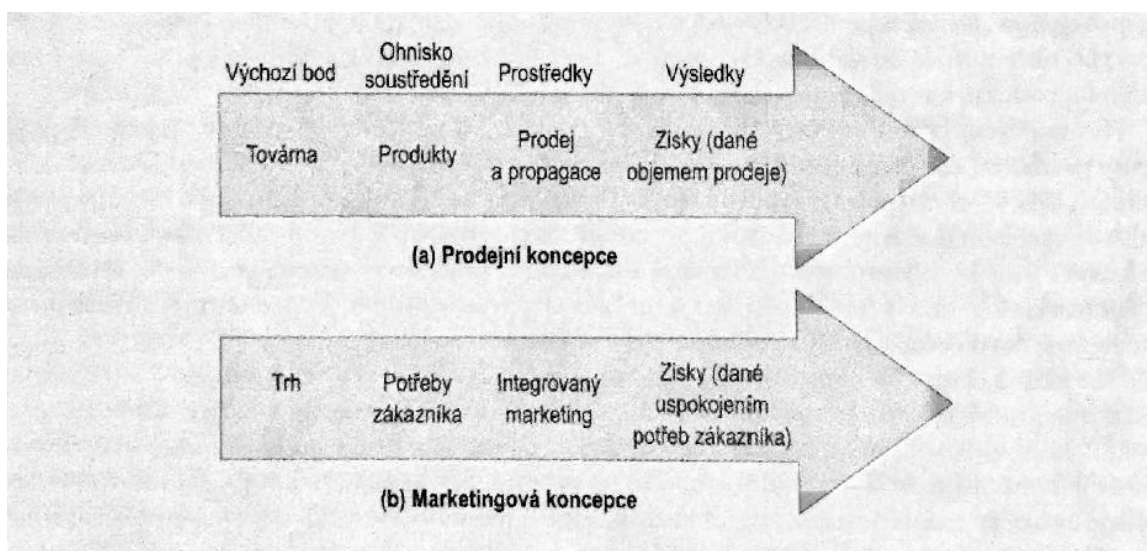 Výchozí bod
Ohnisko
soustředění
Prostředky
Výsledky
Továrna
Produkty
Prodej
a propagace
Zisky (dané
objemem prodeje)
(a) Prodejní koncepce
Trh
Potřeby
zákazníka
Integrovaný
marketing
Zisky (dané
uspokojením
potřeb zákazníka)
(b) Marketingová koncepce